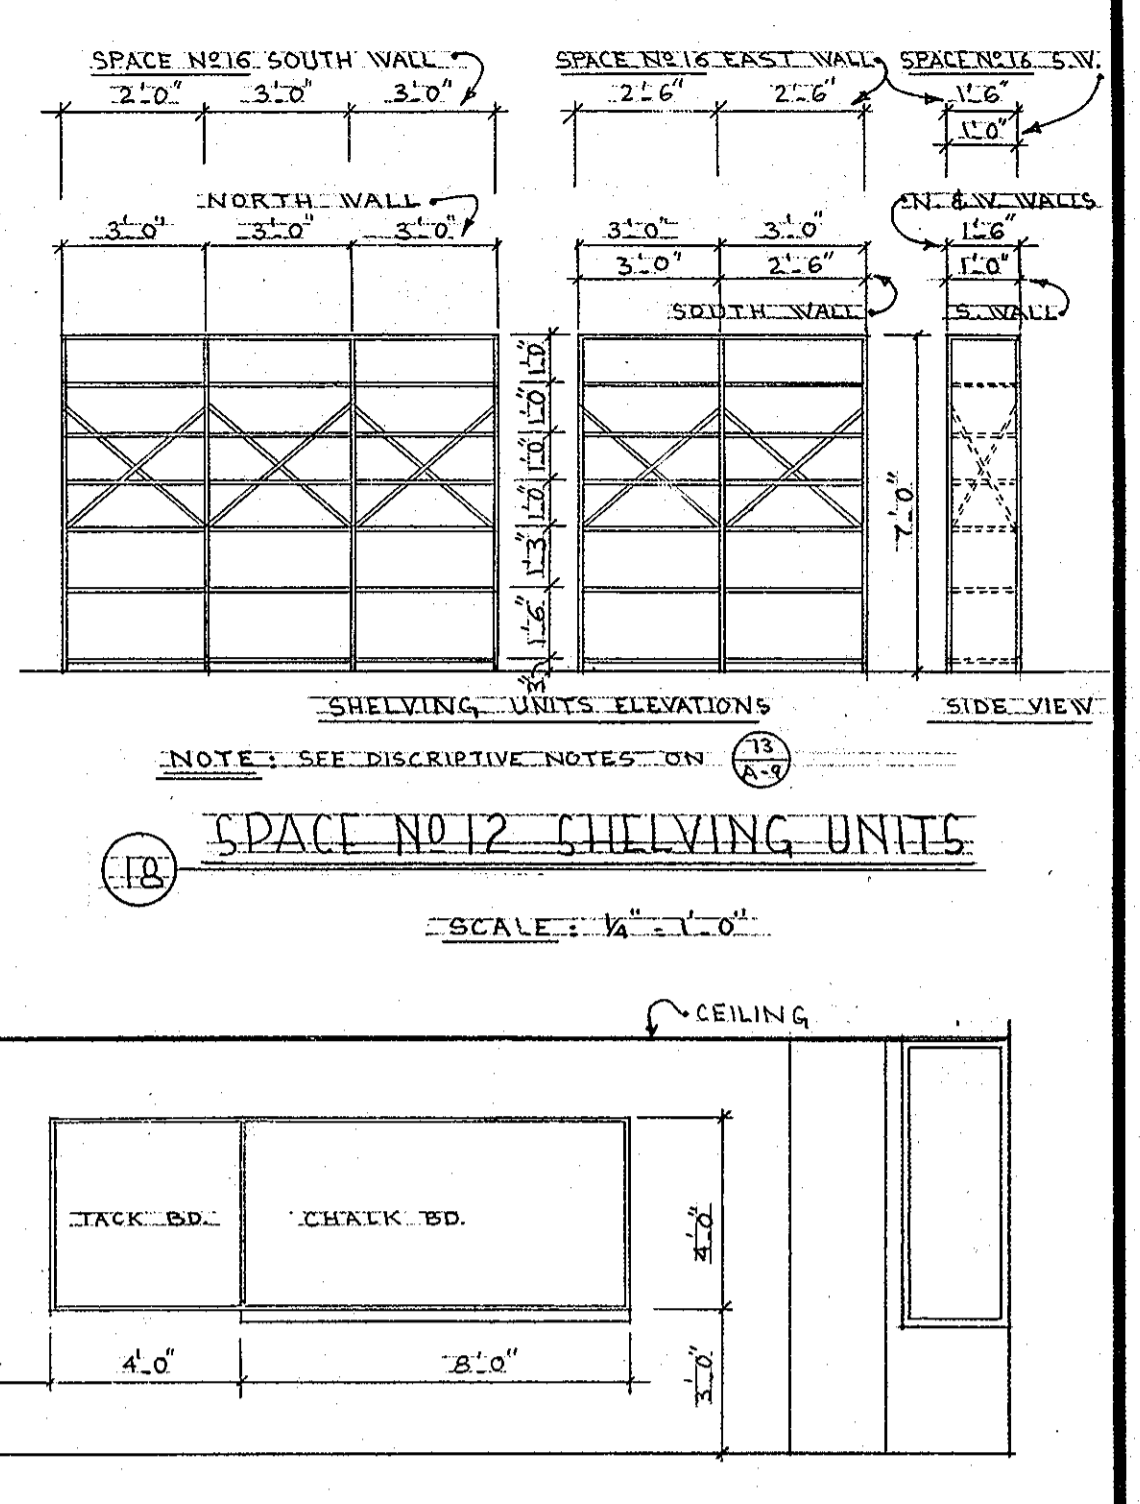 SPACE Nº16 SOUTH WALL
SPACE Nº16 EAST WALL
SPACE Nº16 S.W.
2'-0" 3'-0" 3'-0"
2'-6" 2'-6"
1'-6"
1'-0"
NORTH WALL
N. & W. WALLS
3'-0" 3'-0" 3'-0"
3'-0" 3'-0"
1'-6"
3'-0" 2'-6"
1'-0"
SOUTH WALL
S. WALL
1'-0"
1'-0"
1'-0"
1'-0"
1'-3"
1'-6"
3"
7'-0"
SHELVING UNITS ELEVATIONS
SIDE VIEW
NOTE: SEE DISCRIPTIVE NOTES ON 13
A-9
SPACE Nº 12 SHELVING UNITS
18
SCALE: 1/4" = 1'-0"
CEILING
TACK BD.
CHALK BD.
4'-0"
4'-0" 8'-0"
3'-0"